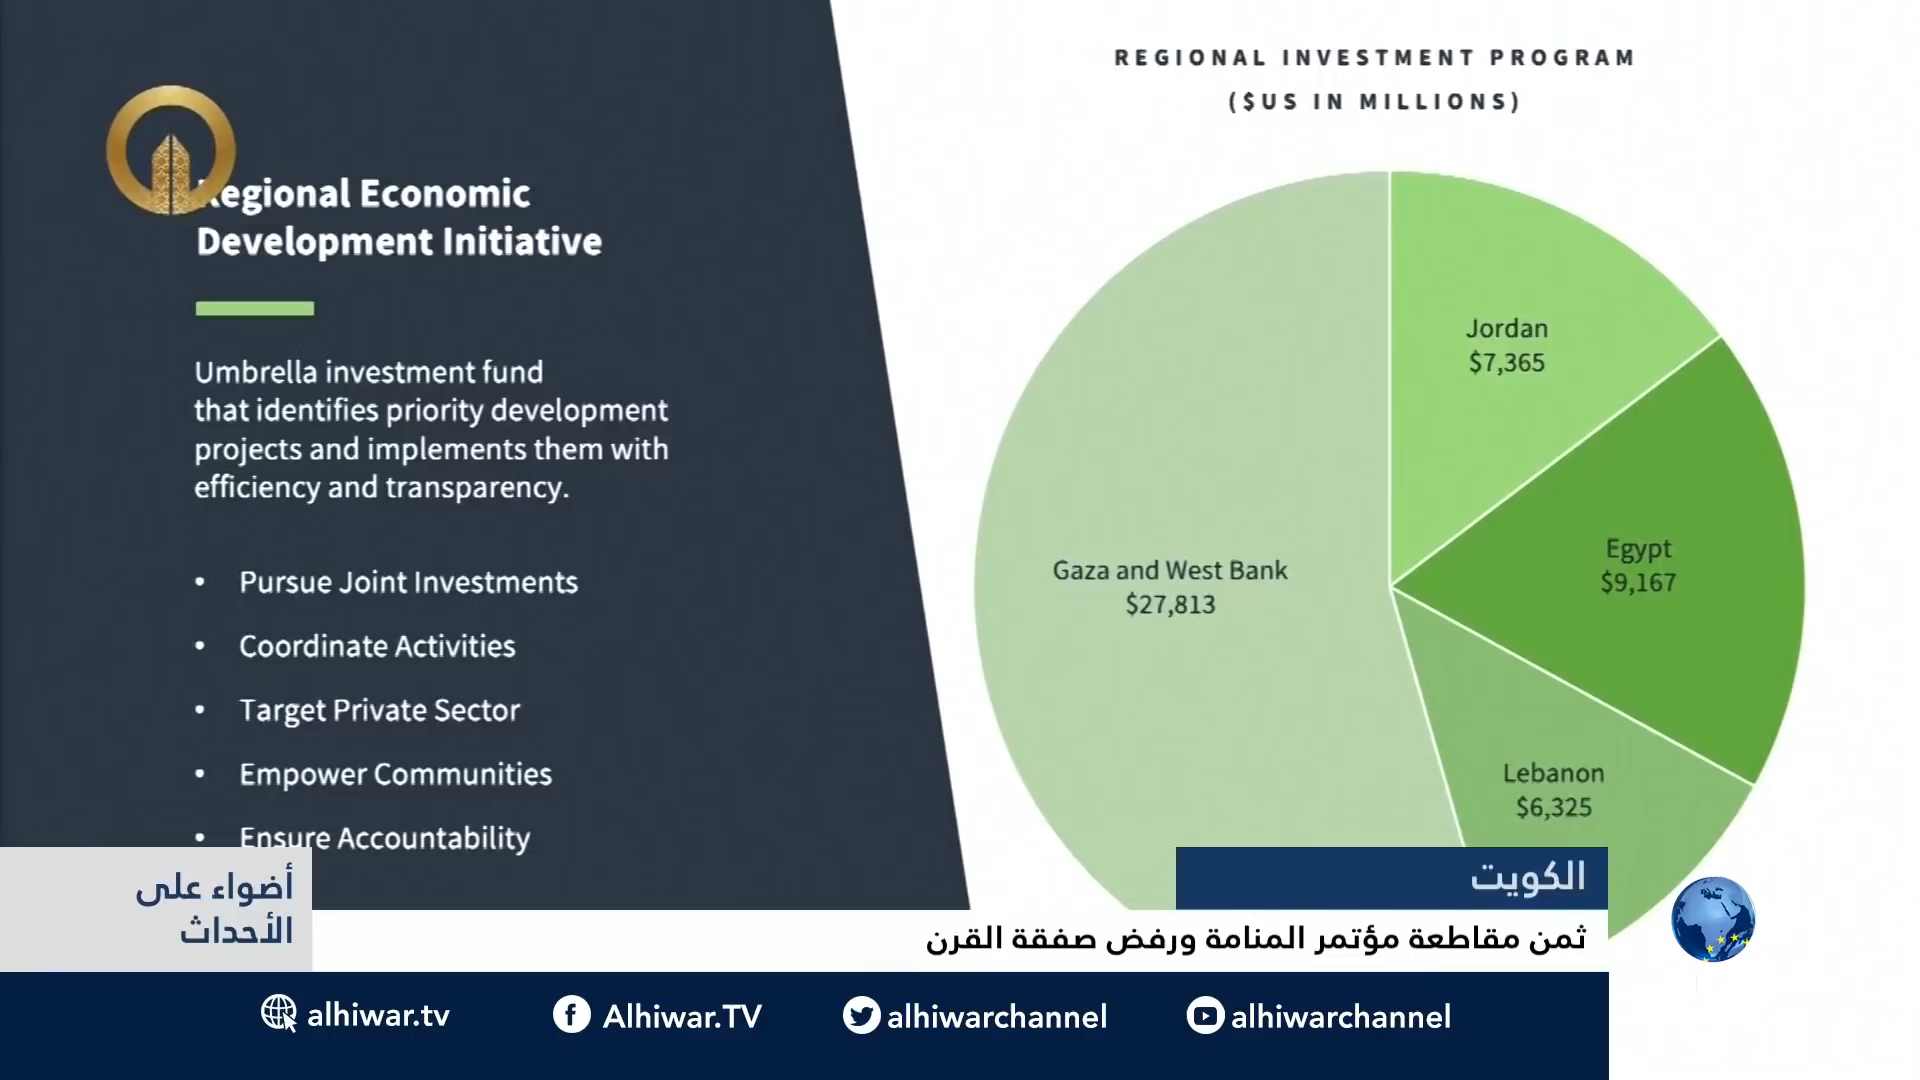 REGIONAL INVESTMENT PROGRAM
($US IN MILLIONS)
Regional Economic
Development Initiative
Umbrella investment fund
that identifies priority development
projects and implements them with
efficiency and transparency.
• Pursue Joint Investments
• Coordinate Activities
• Target Private Sector
• Empower Communities
• Ensure Accountability
Jordan
$7,365
Egypt
$9,167
Gaza and West Bank
$27,813
Lebanon
$6,325
الكويت
ثمن مقاطعة مؤتمر المنامة ورفض صفقة القرن
أضواء على
الأحداث
alhiwar.tv
Alhiwar.TV
alhiwarchannel
alhiwarchannel